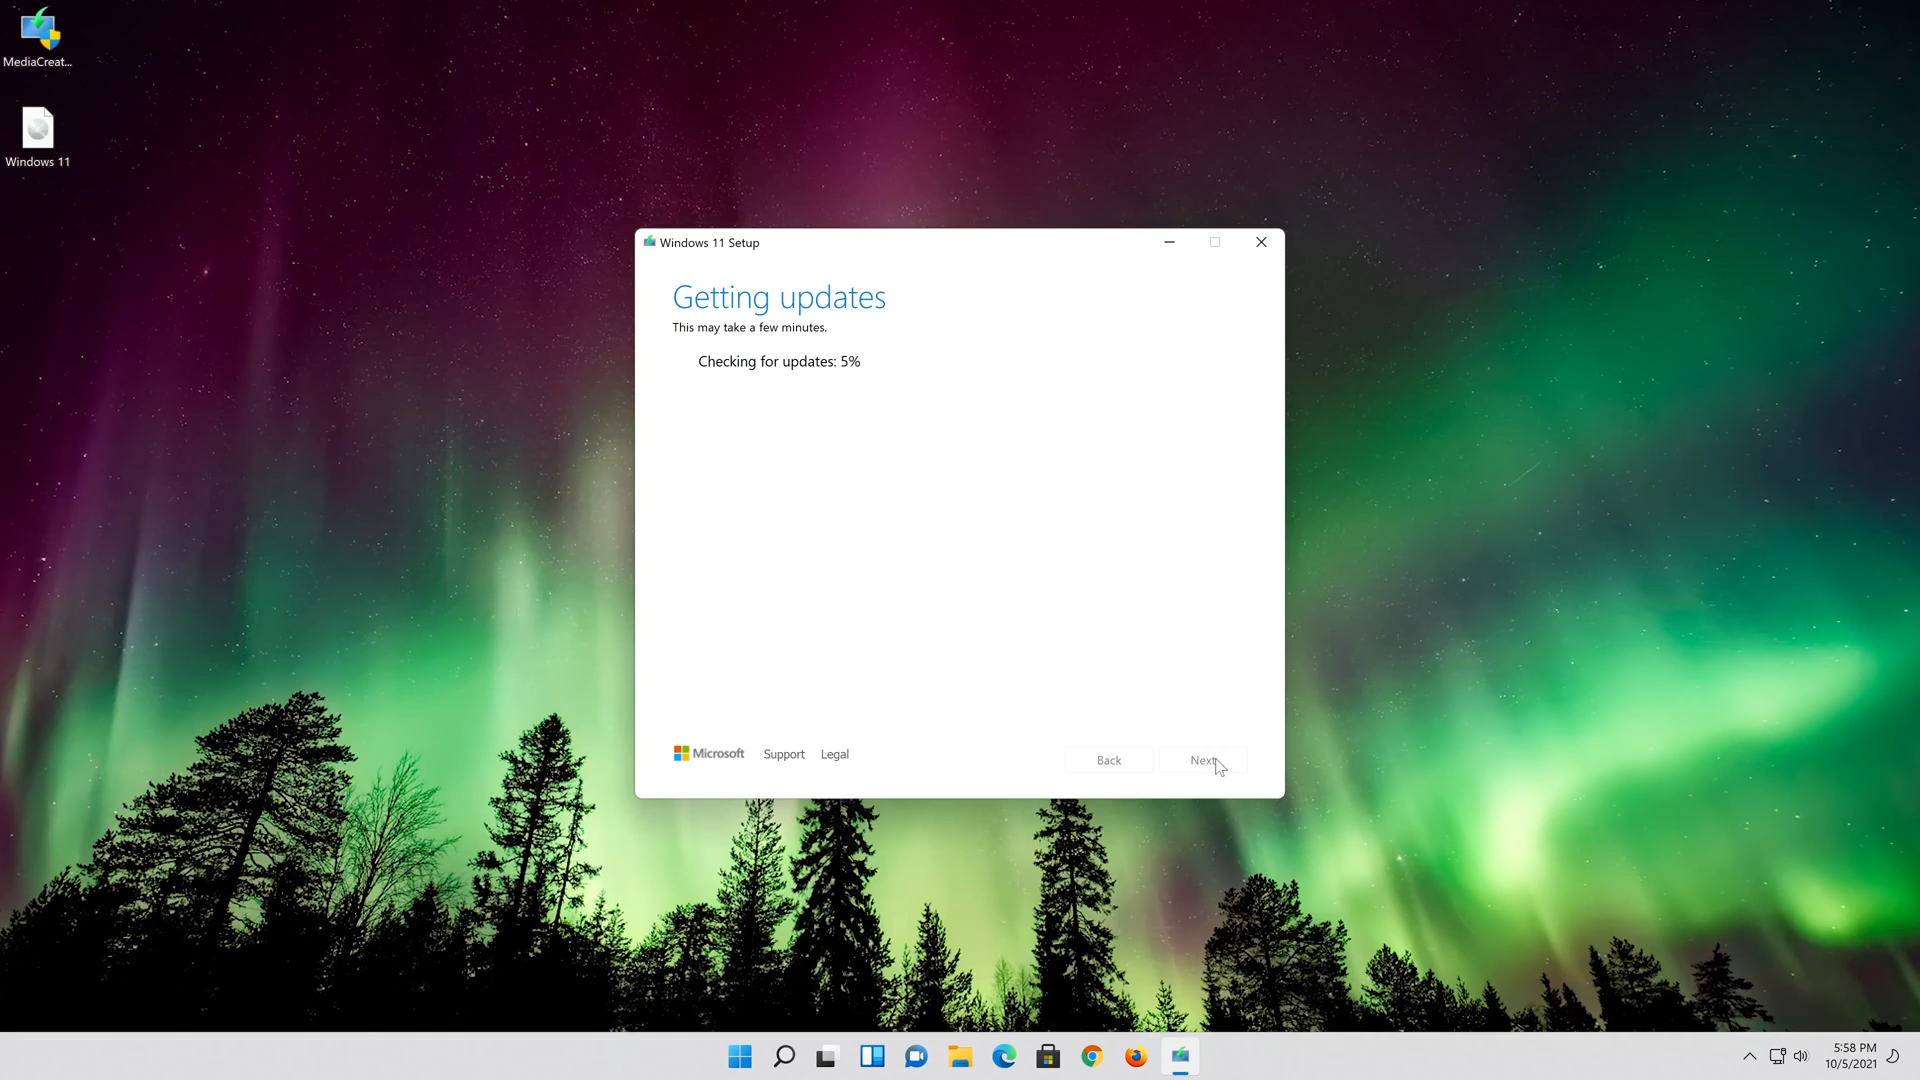 MediaCreat...
Windows 11
Windows 11 Setup
Getting updates
This may take a few minutes.
Checking for updates: 5%
Microsoft
Support
Legal
Back
Next
5:58 PM
10/5/2021